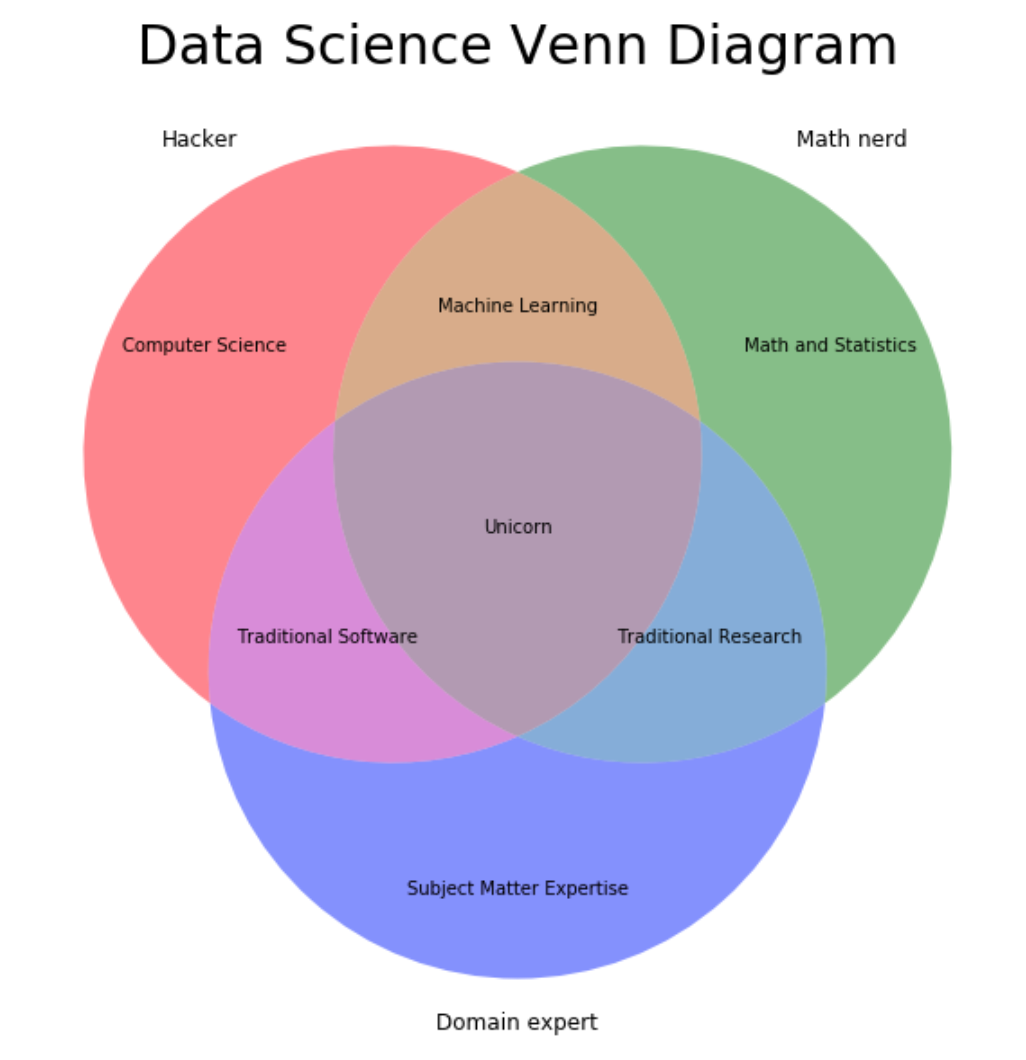 Data Science Venn Diagram
Hacker
Math nerd
Machine Learning
Computer Science
Math and Statistics
Unicorn
Traditional Software
Traditional Research
Subject Matter Expertise
Domain expert